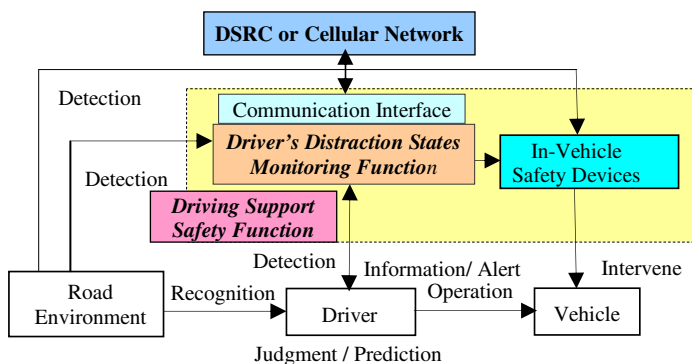 DSRC or Cellular Network
Detection
Communication Interface
Driver's Distraction States
Monitoring Function
In-Vehicle
Safety Devices
Detection
Driving Support
Safety Function
Detection
Information/ Alert
Intervene
Road
Environment
Recognition
Driver
Operation
Vehicle
Judgment / Prediction